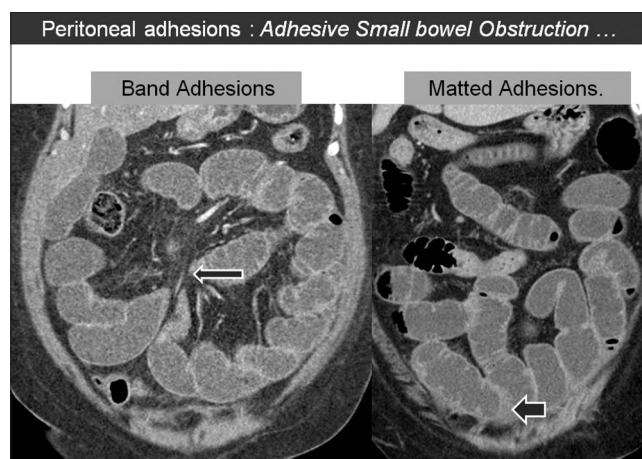 Peritoneal adhesions : Adhesive Small bowel Obstruction ...
Band Adhesions
Matted Adhesions.